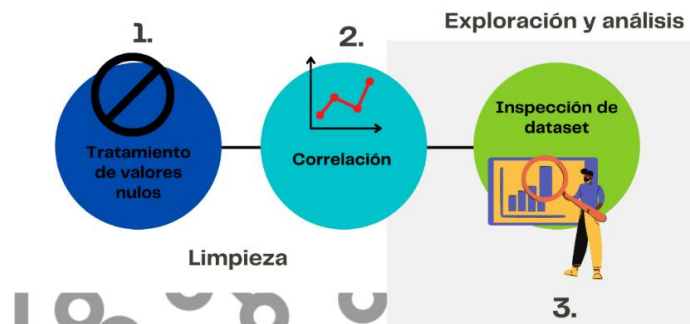 Exploración y análisis
1.
2.
Tratamiento
de valores
nulos
Correlación
Inspección de
dataset
Limpieza
3.